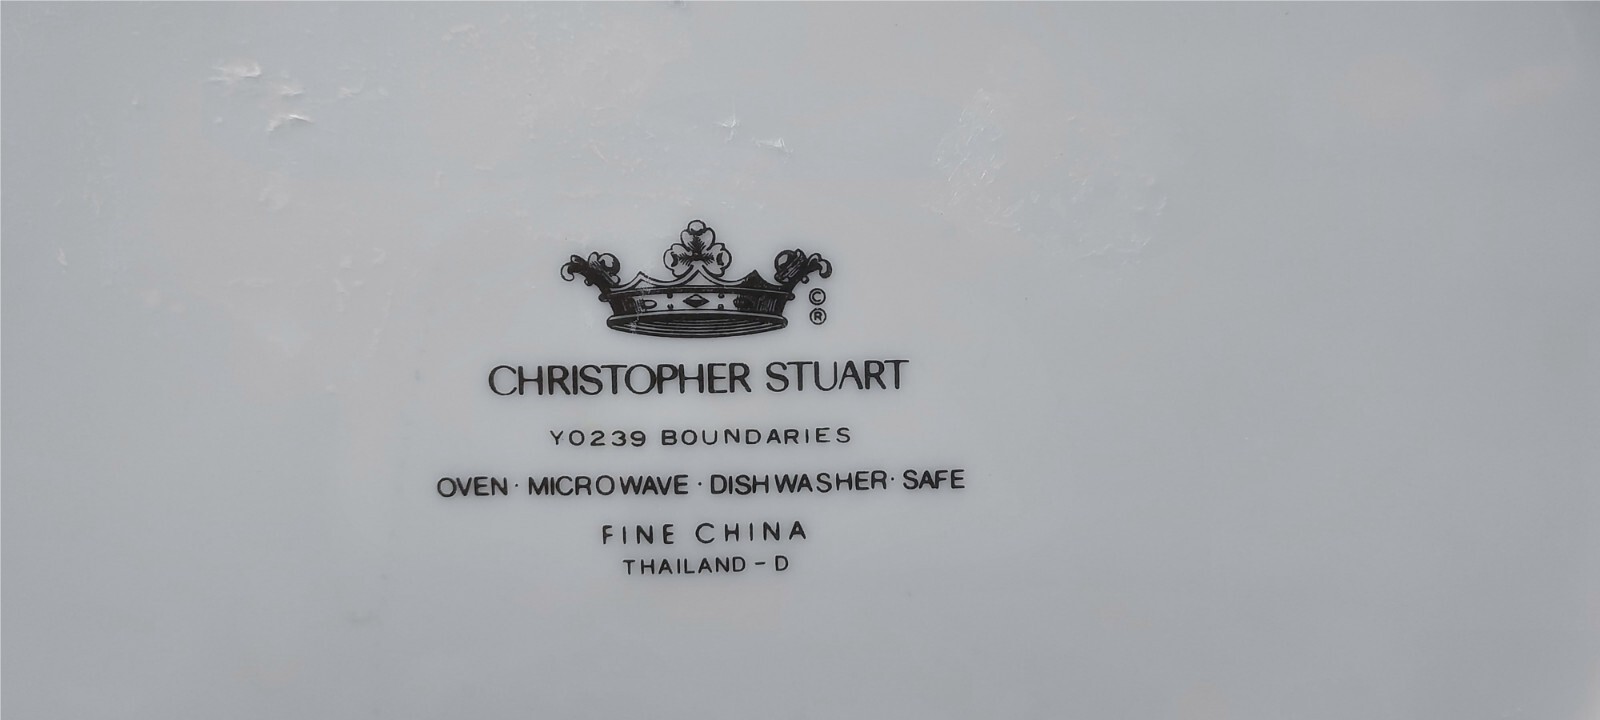 ©
®
CHRISTOPHER STUART
Y0239 BOUNDARIES
OVEN · MICROWAVE · DISHWASHER · SAFE
FINE CHINA
THAILAND - D